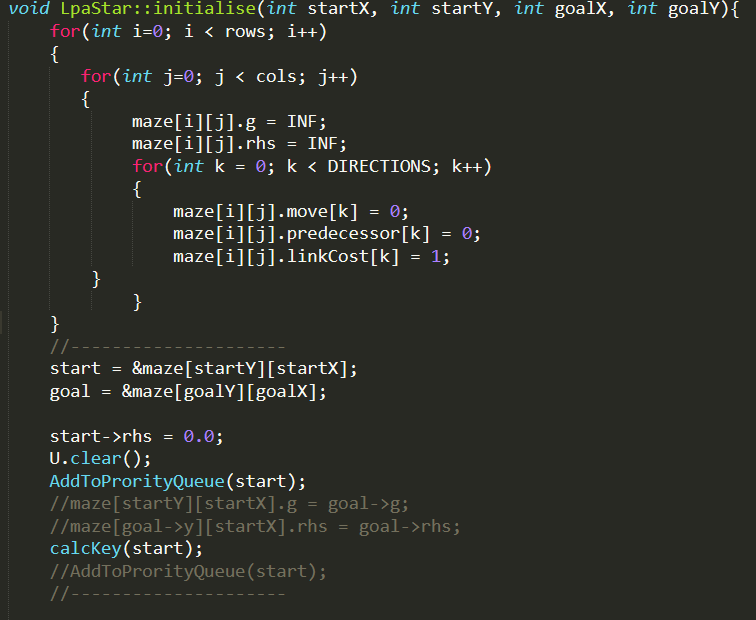 void LpaStar::initialise(int startX, int startY, int goalX, int goalY){
for(int i=0; i < rows; i++)
{
for(int j=0; j < cols; j++)
{
maze[i][j].g = INF;
maze[i][j].rhs = INF;
for(int k = 0; k < DIRECTIONS; k++)
{
maze[i][j].move[k] = 0;
maze[i][j].predecessor[k] = 0;
maze[i][j].linkCost[k] = 1;
}
}
}
//---------------------
start = &maze[startY][startX];
goal = &maze[goalY][goalX];
start->rhs = 0.0;
U.clear();
AddToProrityQueue(start);
//maze[startY][startX].g = goal->g;
//maze[goal->y][startX].rhs = goal->rhs;
calcKey(start);
//AddToProrityQueue(start);
//---------------------